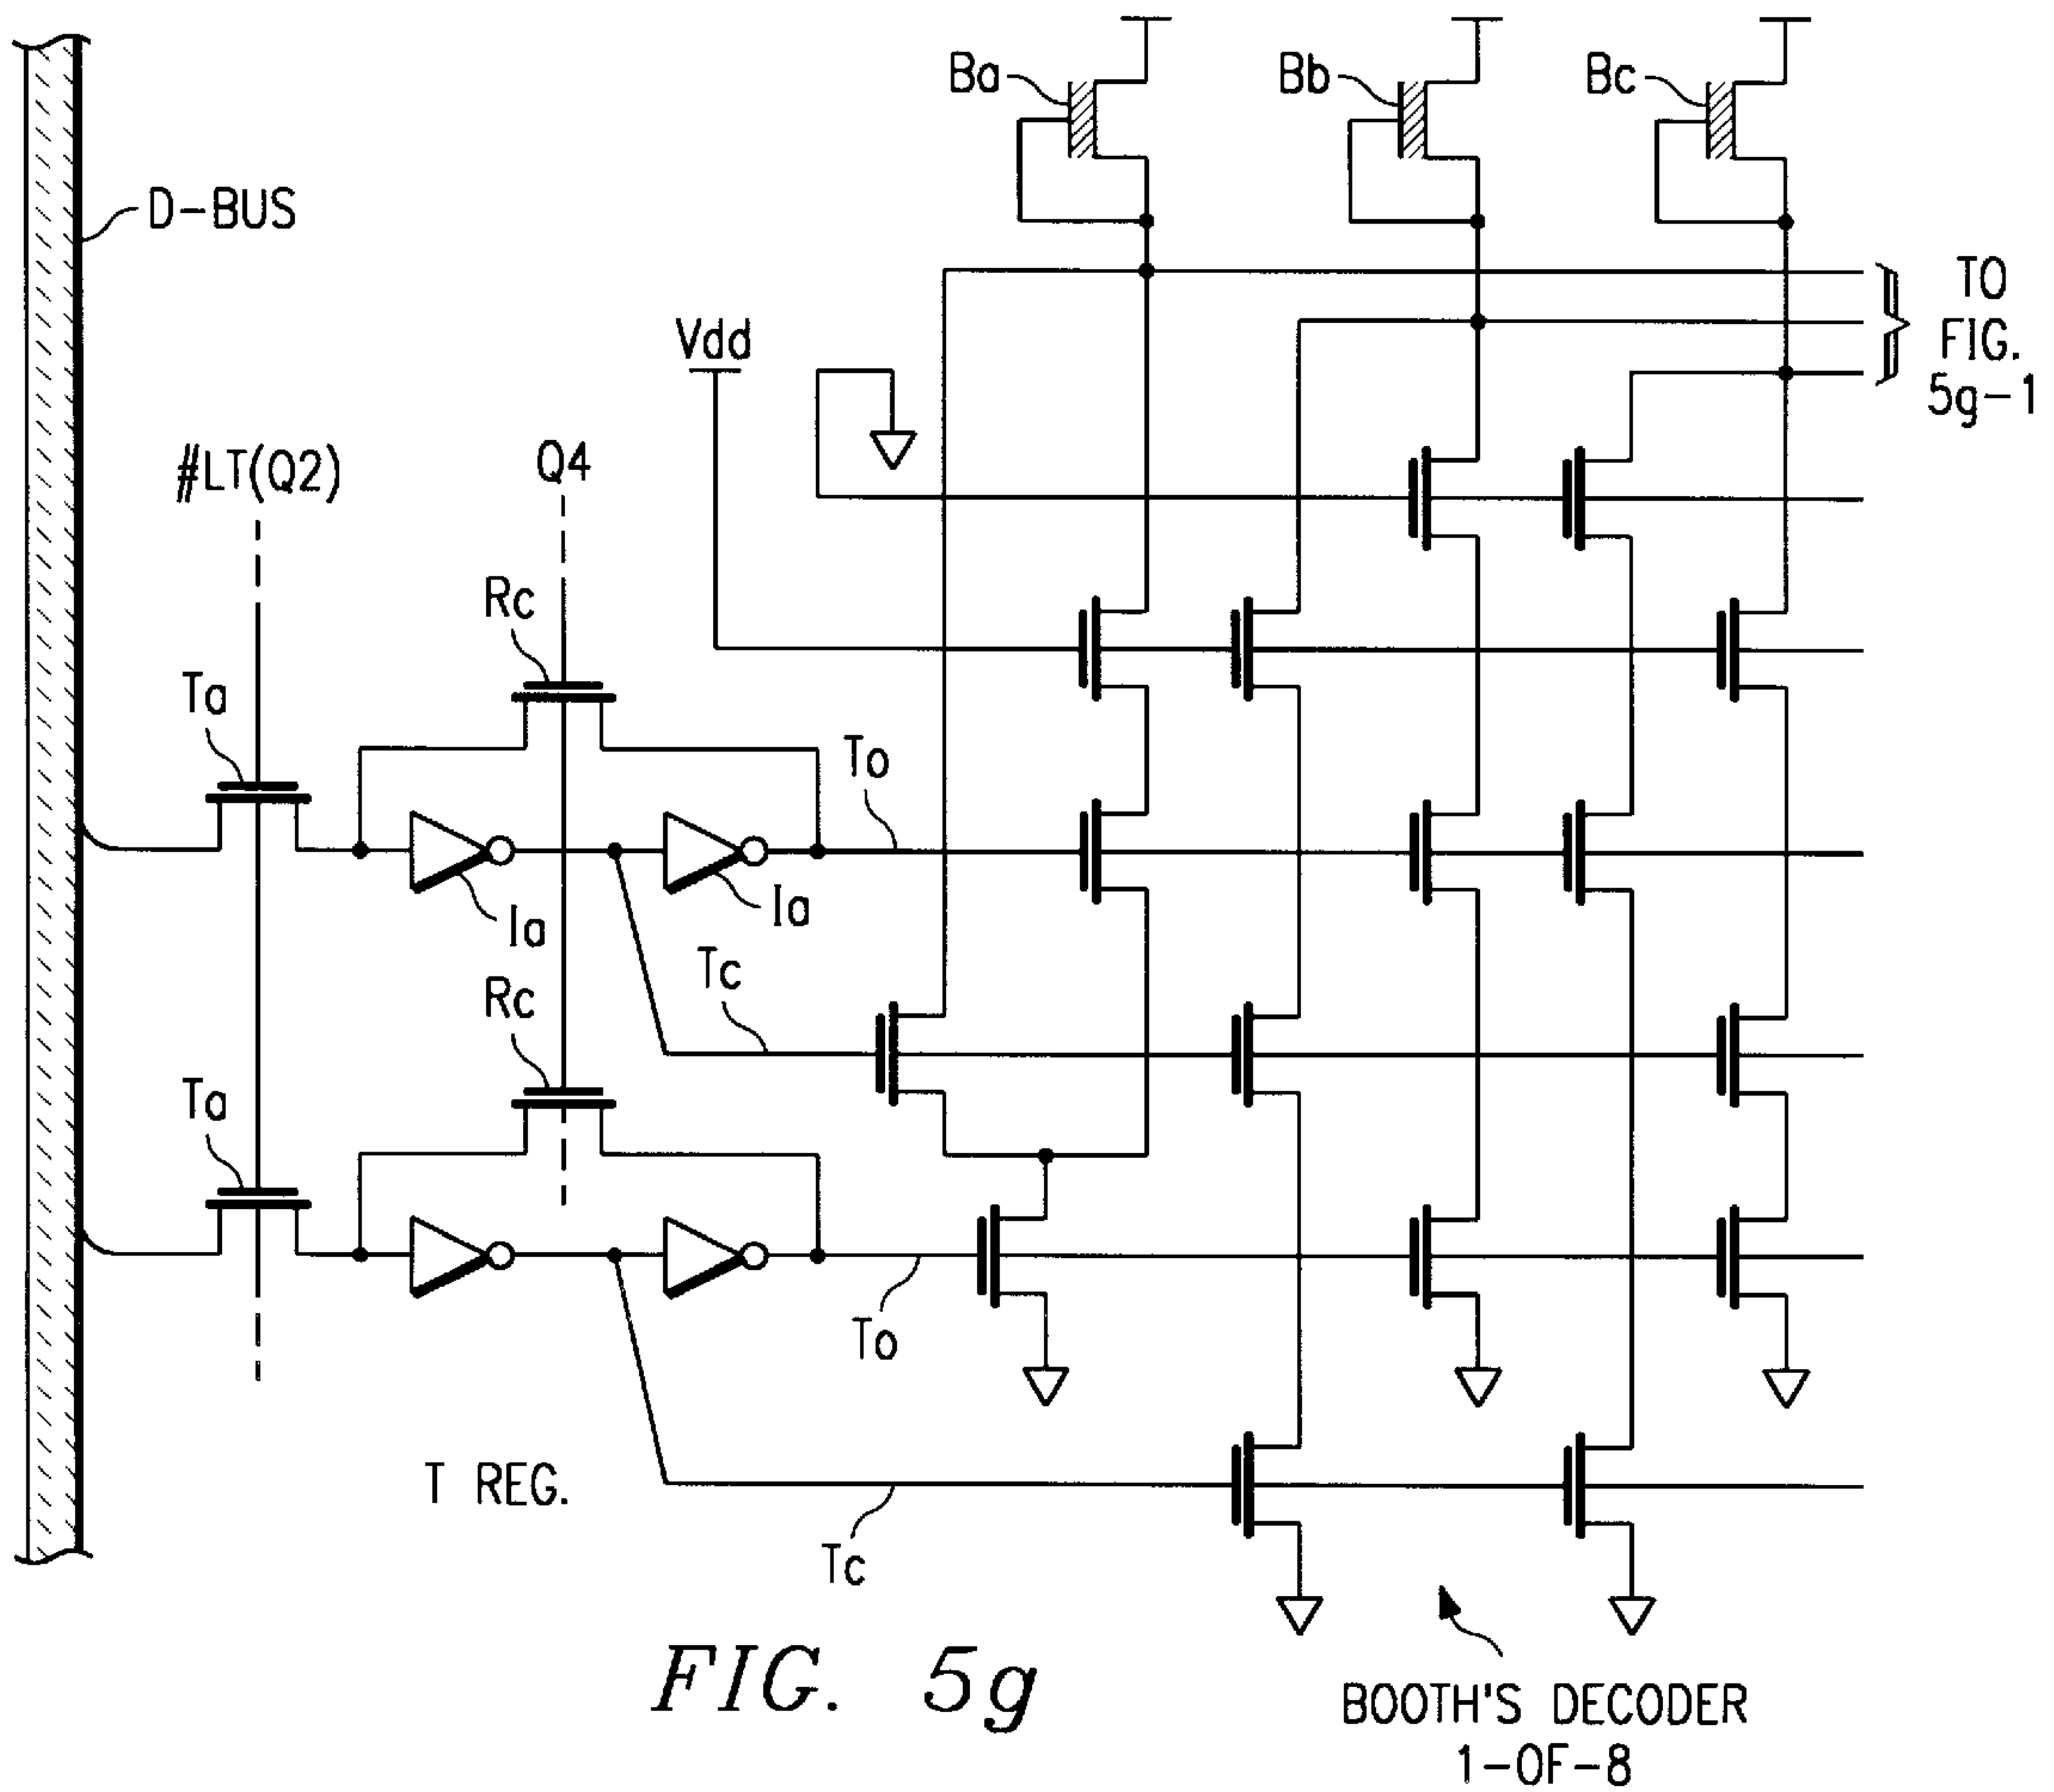 Ba
Bb
Bc
D-BUS
TO
FIG.
5g-1
Vdd
#LT(Q2)
Q4
Rc
Ta
To
Ia
Ia
Tc
Rc
Ta
To
T REG.
Tc
FIG. 5g
BOOTH'S DECODER
1-OF-8